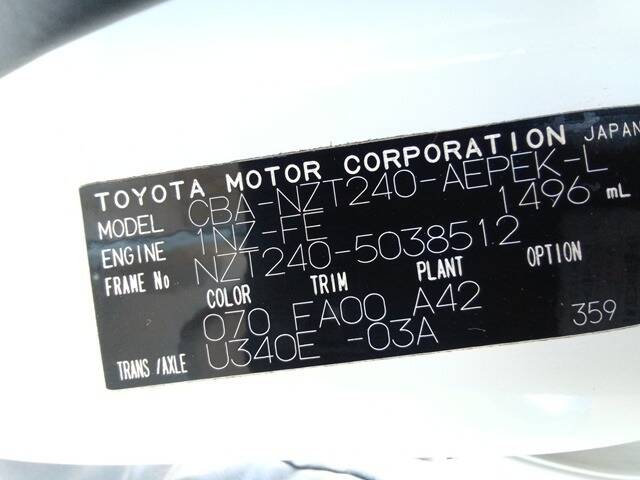 TOYOTA MOTOR CORPORATION JAPAN
MODEL CBA-NZT240-AEPEK-L
ENGINE 1NZ-FE 1496 mL
FRAME No NZT240-5038512
COLOR TRIM PLANT OPTION
070 FA00 A42
TRANS/AXLE U340E -03A 359